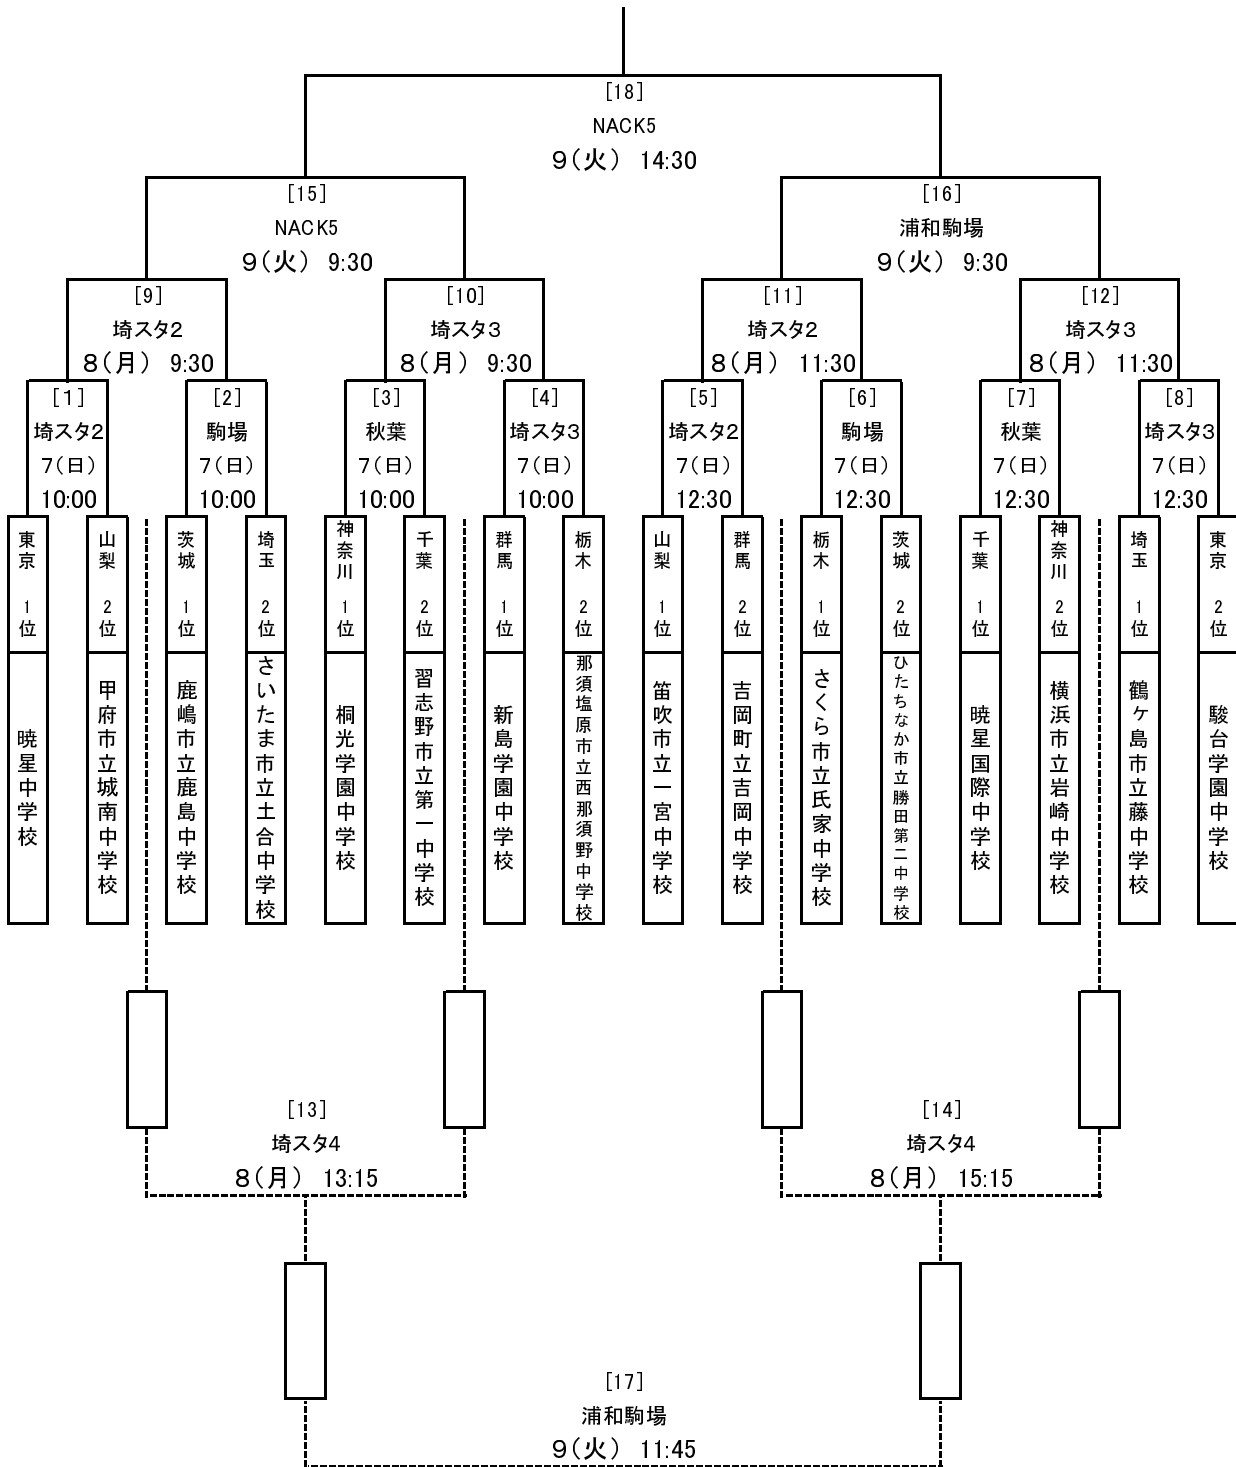 [18]
NACK5
9(火) 14:30
[15]
NACK5
9(火) 9:30
[16]
浦和駒場
9(火) 9:30
[9]
埼スタ2
8(月) 9:30
[10]
埼スタ3
8(月) 9:30
[11]
埼スタ2
8(月) 11:30
[12]
埼スタ3
8(月) 11:30
[1]
埼スタ2
7(日)
10:00
[2]
駒場
7(日)
10:00
[3]
秋葉
7(日)
10:00
[4]
埼スタ3
7(日)
10:00
[5]
埼スタ2
7(日)
12:30
[6]
駒場
7(日)
12:30
[7]
秋葉
7(日)
12:30
[8]
埼スタ3
7(日)
12:30
東京 1位
暁星中学校
山梨 2位
甲府市立城南中学校
茨城 1位
鹿嶋市立鹿島中学校
埼玉 2位
さいたま市立土合中学校
神奈川 1位
桐光学園中学校
千葉 2位
習志野市立第一中学校
群馬 1位
新島学園中学校
栃木 2位
那須塩原市立西那須野中学校
山梨 1位
笛吹市立一宮中学校
群馬 2位
吉岡町立吉岡中学校
栃木 1位
さくら市立氏家中学校
茨城 2位
ひたちなか市立勝田第二中学校
千葉 1位
暁星国際中学校
神奈川 2位
横浜市立岩崎中学校
埼玉 1位
鶴ヶ島市立藤中学校
東京 2位
駿台学園中学校
[13]
埼スタ4
8(月) 13:15
[14]
埼スタ4
8(月) 15:15
[17]
浦和駒場
9(火) 11:45